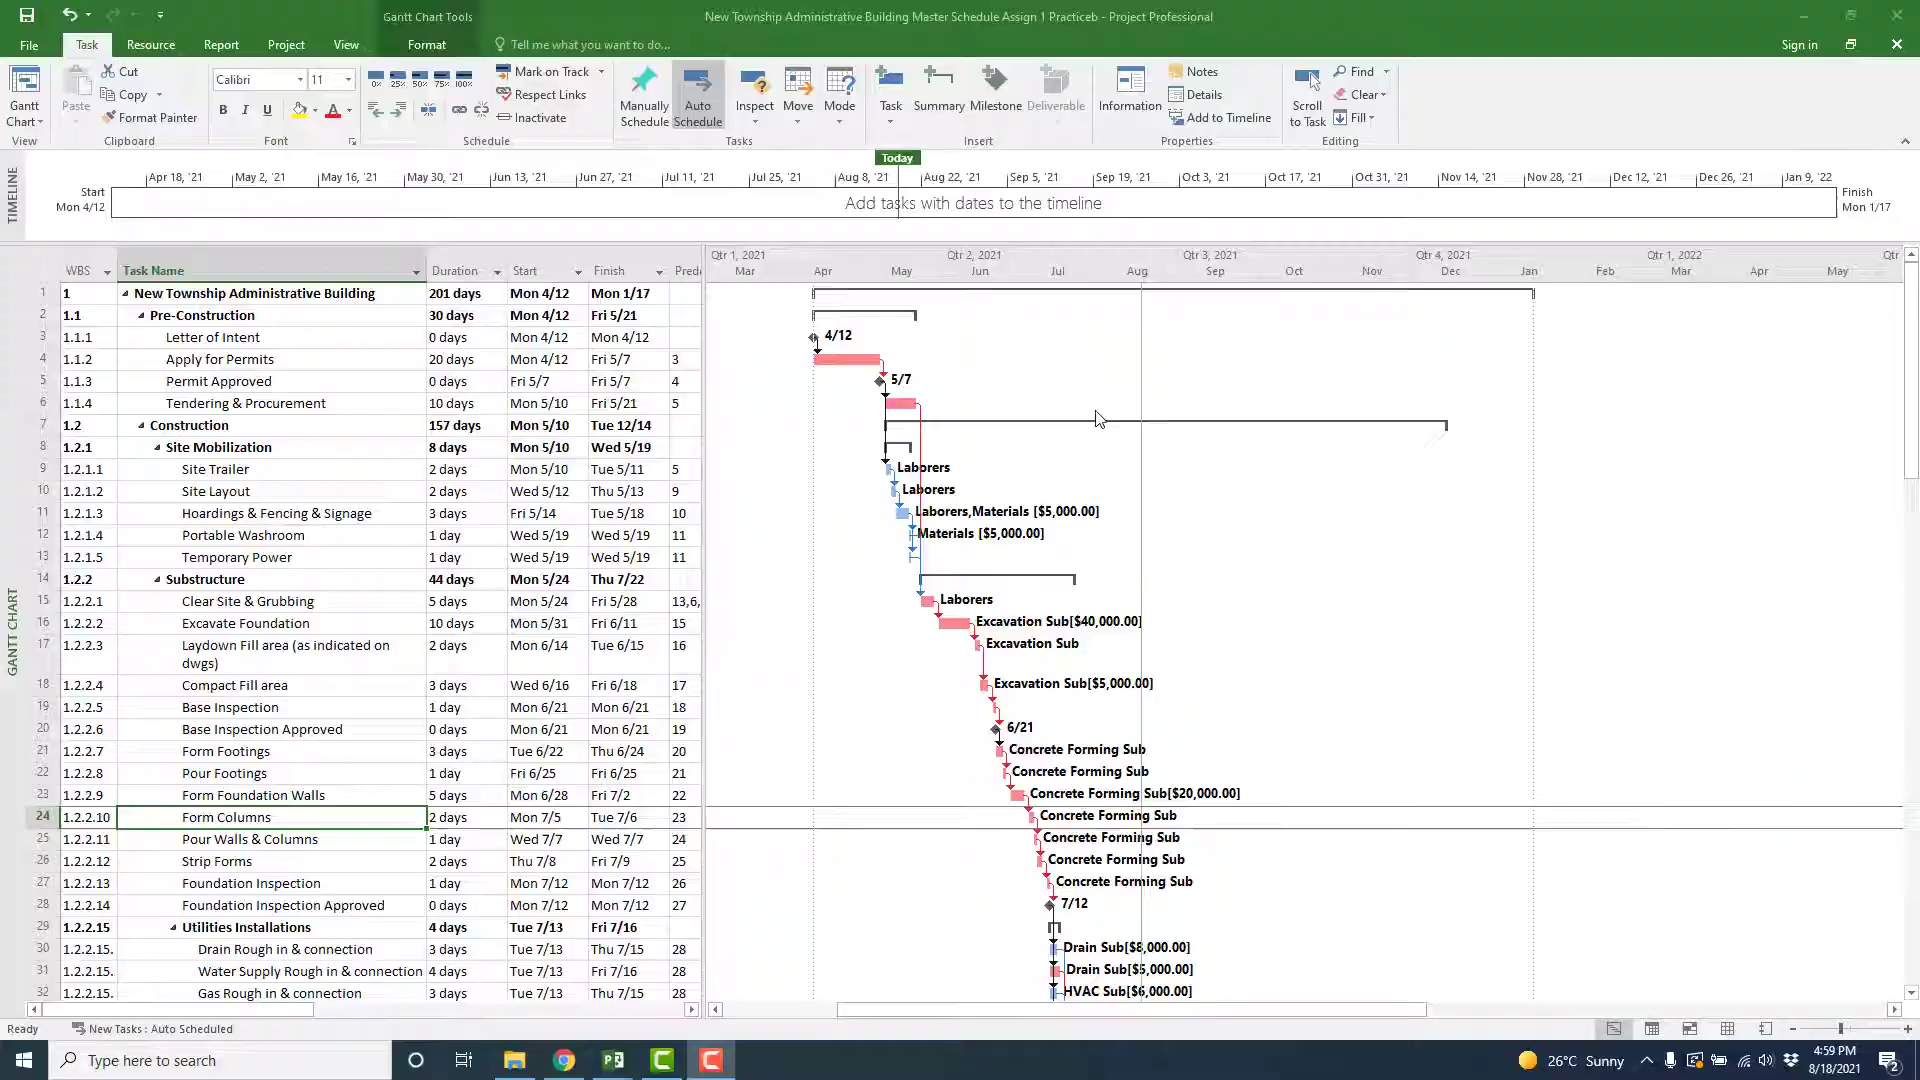 Gantt Chart Tools
New Township Administrative Building Master Schedule Assign 1 Practiceb - Project Professional
File Task Resource Report Project View Format Tell me what you want to do... Sign in
Gantt Chart
Paste
Cut
Copy
Format Painter
Calibri 11
B I U A
0% 25% 50% 75% 100%
Mark on Track
Respect Links
Inactivate
Manually Schedule
Auto Schedule
Inspect Move Mode
Task Summary Milestone Deliverable
Information
Notes
Details
Add to Timeline
Scroll to Task
Find
Clear
Fill
View Clipboard Font Schedule Tasks Insert Properties Editing
TIMELINE
Today
Apr 18, '21 May 2, '21 May 16, '21 May 30, '21 Jun 13, '21 Jun 27, '21 Jul 11, '21 Jul 25, '21 Aug 8, '21 Aug 22, '21 Sep 5, '21 Sep 19, '21 Oct 3, '21 Oct 17, '21 Oct 31, '21 Nov 14, '21 Nov 28, '21 Dec 12, '21 Dec 26, '21 Jan 9, '22
Start
Mon 4/12
Add tasks with dates to the timeline
Finish
Mon 1/17
GANTT CHART
Qtr 1, 2021 Qtr 2, 2021 Qtr 3, 2021 Qtr 4, 2021 Qtr 1, 2022 Qtr
WBS Task Name Duration Start Finish Prede
Mar Apr May Jun Jul Aug Sep Oct Nov Dec Jan Feb Mar Apr May
1 1 New Township Administrative Building 201 days Mon 4/12 Mon 1/17
2 1.1 Pre-Construction 30 days Mon 4/12 Fri 5/21
3 1.1.1 Letter of Intent 0 days Mon 4/12 Mon 4/12 4/12
4 1.1.2 Apply for Permits 20 days Mon 4/12 Fri 5/7 3
5 1.1.3 Permit Approved 0 days Fri 5/7 Fri 5/7 4 5/7
6 1.1.4 Tendering & Procurement 10 days Mon 5/10 Fri 5/21 5
7 1.2 Construction 157 days Mon 5/10 Tue 12/14
8 1.2.1 Site Mobilization 8 days Mon 5/10 Wed 5/19
9 1.2.1.1 Site Trailer 2 days Mon 5/10 Tue 5/11 5 Laborers
10 1.2.1.2 Site Layout 2 days Wed 5/12 Thu 5/13 9 Laborers
11 1.2.1.3 Hoardings & Fencing & Signage 3 days Fri 5/14 Tue 5/18 10 Laborers,Materials [$5,000.00]
12 1.2.1.4 Portable Washroom 1 day Wed 5/19 Wed 5/19 11 Materials [$5,000.00]
13 1.2.1.5 Temporary Power 1 day Wed 5/19 Wed 5/19 11
14 1.2.2 Substructure 44 days Mon 5/24 Thu 7/22
15 1.2.2.1 Clear Site & Grubbing 5 days Mon 5/24 Fri 5/28 13,6, Laborers
16 1.2.2.2 Excavate Foundation 10 days Mon 5/31 Fri 6/11 15 Excavation Sub[$40,000.00]
17 1.2.2.3 Laydown Fill area (as indicated on dwgs) 2 days Mon 6/14 Tue 6/15 16 Excavation Sub
18 1.2.2.4 Compact Fill area 3 days Wed 6/16 Fri 6/18 17 Excavation Sub[$5,000.00]
19 1.2.2.5 Base Inspection 1 day Mon 6/21 Mon 6/21 18
20 1.2.2.6 Base Inspection Approved 0 days Mon 6/21 Mon 6/21 19 6/21
21 1.2.2.7 Form Footings 3 days Tue 6/22 Thu 6/24 20 Concrete Forming Sub
22 1.2.2.8 Pour Footings 1 day Fri 6/25 Fri 6/25 21 Concrete Forming Sub
23 1.2.2.9 Form Foundation Walls 5 days Mon 6/28 Fri 7/2 22 Concrete Forming Sub[$20,000.00]
24 1.2.2.10 Form Columns 2 days Mon 7/5 Tue 7/6 23 Concrete Forming Sub
25 1.2.2.11 Pour Walls & Columns 1 day Wed 7/7 Wed 7/7 24 Concrete Forming Sub
26 1.2.2.12 Strip Forms 2 days Thu 7/8 Fri 7/9 25 Concrete Forming Sub
27 1.2.2.13 Foundation Inspection 1 day Mon 7/12 Mon 7/12 26 Concrete Forming Sub
28 1.2.2.14 Foundation Inspection Approved 0 days Mon 7/12 Mon 7/12 27 7/12
29 1.2.2.15 Utilities Installations 4 days Tue 7/13 Fri 7/16
30 1.2.2.15. Drain Rough in & connection 3 days Tue 7/13 Thu 7/15 28 Drain Sub[$8,000.00]
31 1.2.2.15. Water Supply Rough in & connection 4 days Tue 7/13 Fri 7/16 28 Drain Sub[$5,000.00]
32 1.2.2.15. Gas Rough in & connection 3 days Tue 7/13 Thu 7/15 28 HVAC Sub[$6,000.00]
Ready New Tasks : Auto Scheduled
Type here to search
26°C Sunny
4:59 PM
8/18/2021
2